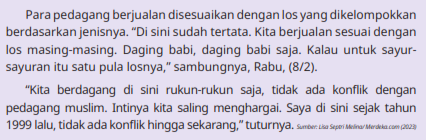 Para pedagang berjualan disesuaikan dengan los yang dikelompokkan
berdasarkan jenisnya. “Di sini sudah tertata. Kita berjualan sesuai dengan
los masing-masing. Daging babi, daging babi saja. Kalau untuk sayur-
sayuran itu satu pula losnya,” sambungnya, Rabu, (8/2).
“Kita berdagang di sini rukun-rukun saja, tidak ada konflik dengan
pedagang muslim. Intinya kita saling menghargai. Saya di sini sejak tahun
1999 lalu, tidak ada konflik hingga sekarang,” tuturnya. Sumber: Lisa Septri Melina/ Merdeka.com (2023)